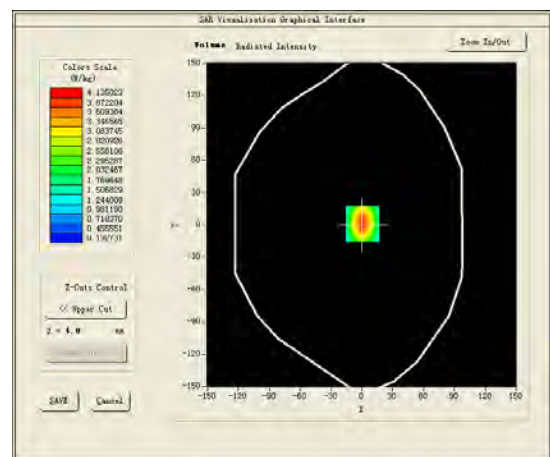 SAR Visualisation Graphical Interface
Volume Radiated Intensity
Zoom In/Out
Colors Scale
(W/kg)
4.135023
3.872204
3.609384
3.346565
3.083745
2.820926
2.558106
2.295287
2.032467
1.769648
1.506829
1.244009
0.981190
0.718370
0.455551
Z-Cuts Control
<< Upper Cut
Z = 4.0 mm
SAVE Cancel
150
120
90
60
30
0
-30
-60
-90
-120
-150
-150 -120 -90 -60 -30 0 30 60 90 120 150
X